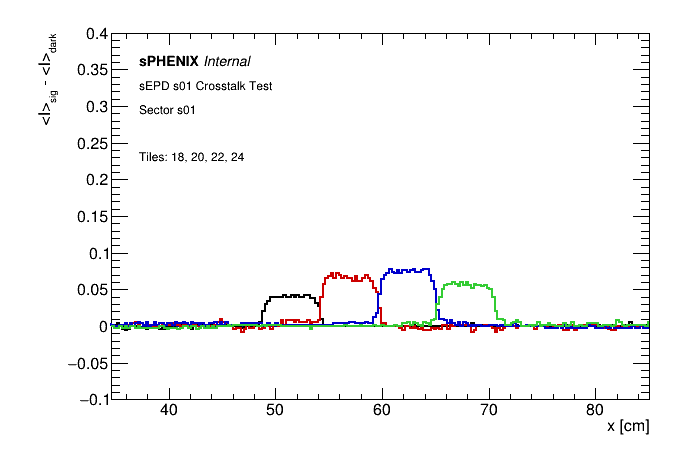 <I>sig - <I>dark
0.4
0.35
0.3
0.25
0.2
0.15
0.1
0.05
0
−0.05
−0.1
sPHENIX Internal
sEPD s01 Crosstalk Test
Sector s01
Tiles: 18, 20, 22, 24
40 50 60 70 80
x [cm]